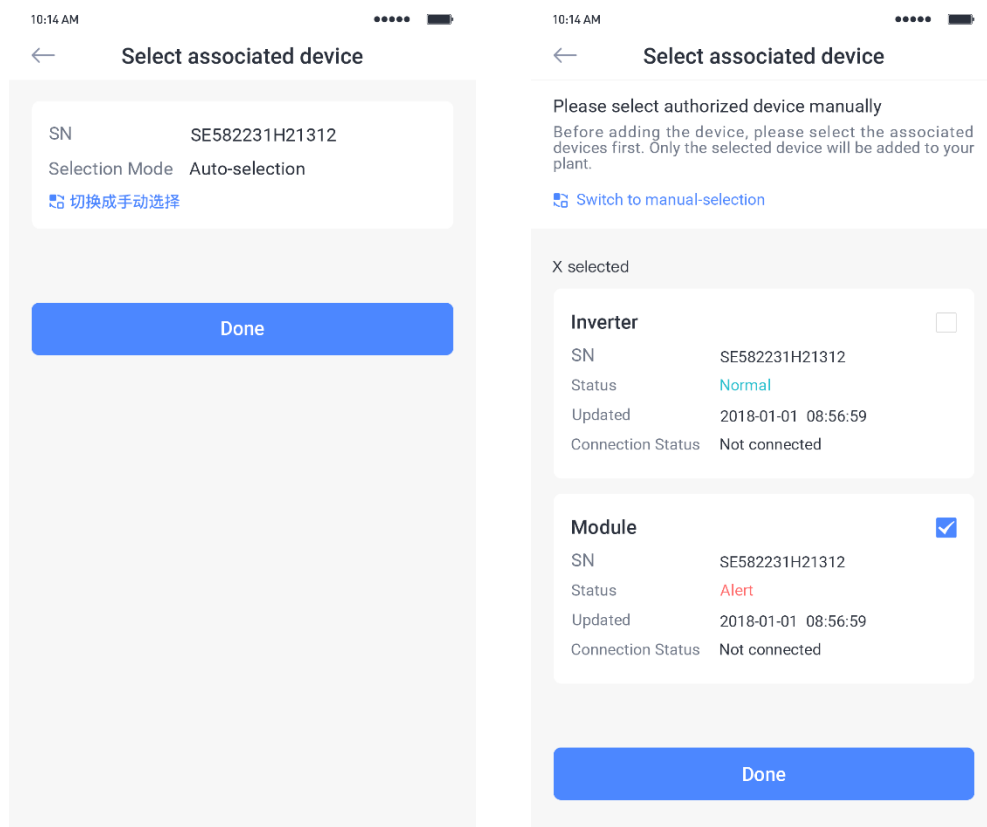 10:14 AM
Select associated device
SN SE582231H21312
Selection Mode Auto-selection
切换成手动选择
Done
10:14 AM
Select associated device
Please select authorized device manually
Before adding the device, please select the associated
devices first. Only the selected device will be added to your
plant.
Switch to manual-selection
X selected
Inverter
SN SE582231H21312
Status Normal
Updated 2018-01-01 08:56:59
Connection Status Not connected
Module
SN SE582231H21312
Status Alert
Updated 2018-01-01 08:56:59
Connection Status Not connected
Done